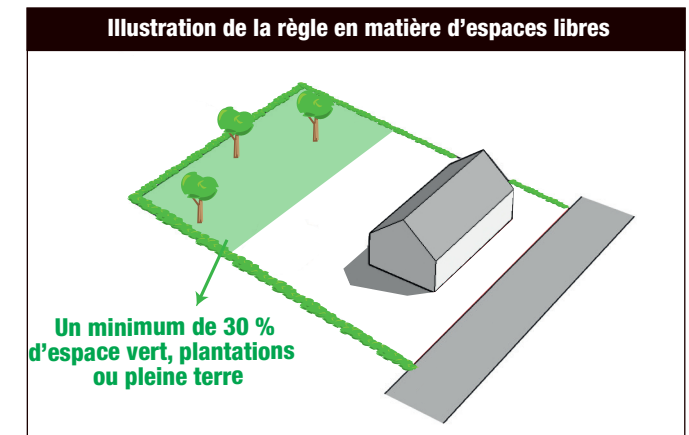 Illustration de la règle en matière d’espaces libres
Un minimum de 30 %
d’espace vert, plantations
ou pleine terre